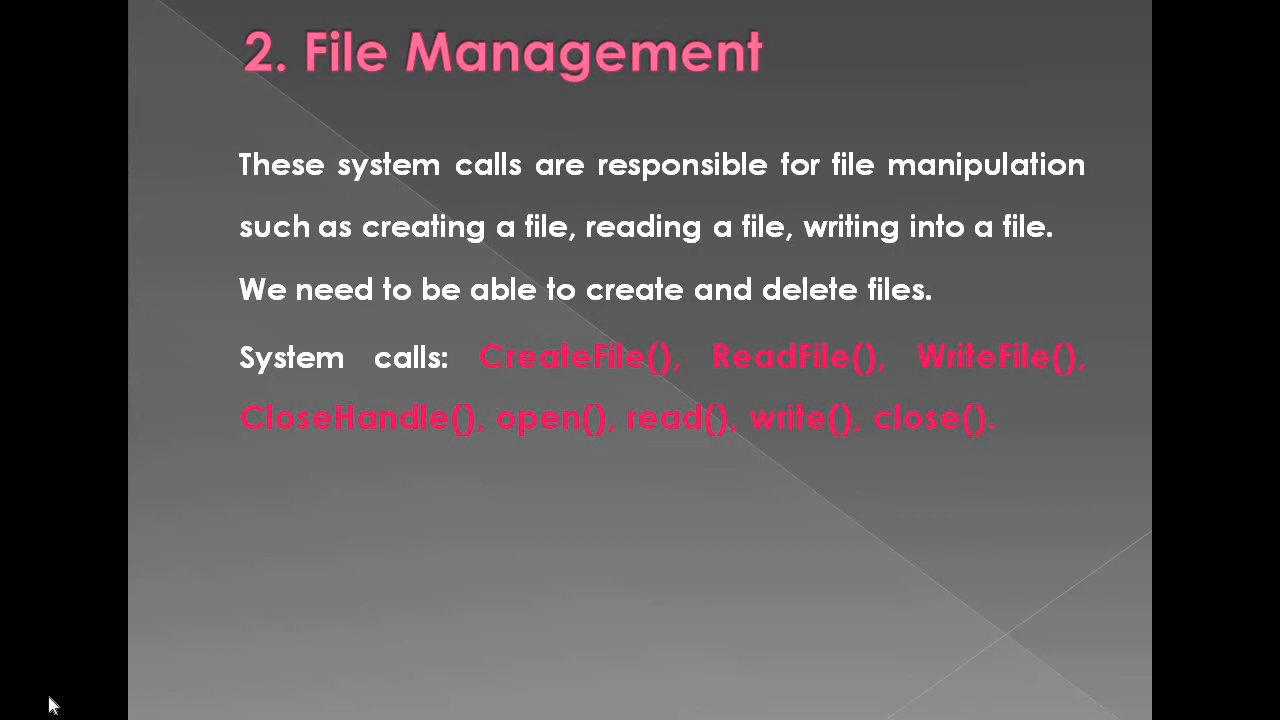 2. File Management
These system calls are responsible for file manipulation
such as creating a file, reading a file, writing into a file.
We need to be able to create and delete files.
System calls: CreateFile(), ReadFile(), WriteFile(),
CloseHandle(), open(), read(), write(), close().